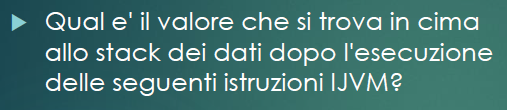 Qual e' il valore che si trova in cima
allo stack dei dati dopo l'esecuzione
delle seguenti istruzioni IJVM?